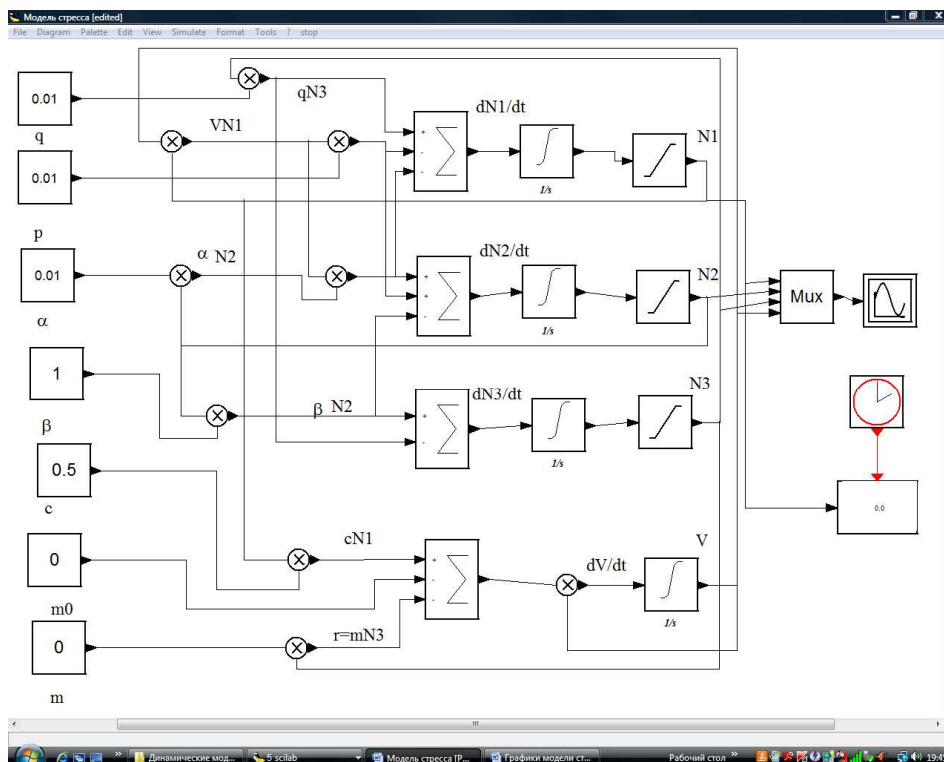 Модель стресса [edited]
File Diagram Palette Edit View Simulate Format Tools ? stop
0.01
q
0.01
p
0.01
α
1
β
0.5
c
0
m0
0
m
qN3
VN1
α N2
β N2
cN1
r=mN3
dN1/dt
+
-
-
∑
1/s
N1
dN2/dt
+
+
-
∑
1/s
N2
dN3/dt
+
-
∑
1/s
N3
+
-
-
∑
dV/dt
V
1/s
Mux
0.0
Динамические мод...
5 scilab
Модель стресса [Р...
Графики модели ст...
Рабочий стол